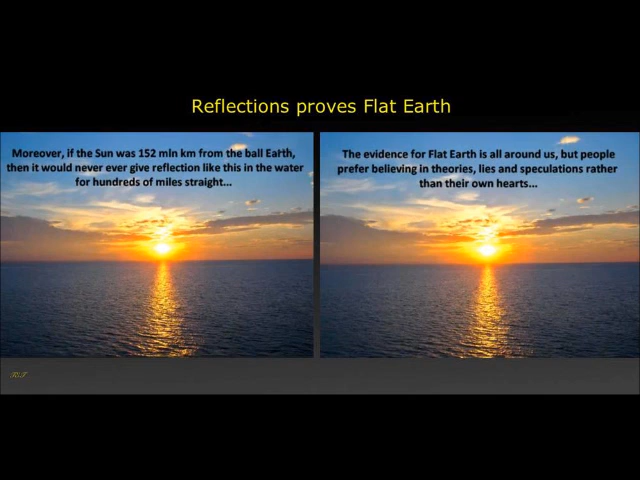 Reflections proves Flat Earth
Moreover, if the Sun was 152 mln km from the ball Earth,
then it would never ever give reflection like this in the water
for hundreds of miles straight...
The evidence for Flat Earth is all around us, but people
prefer believing in theories, lies and speculations rather
than their own hearts...